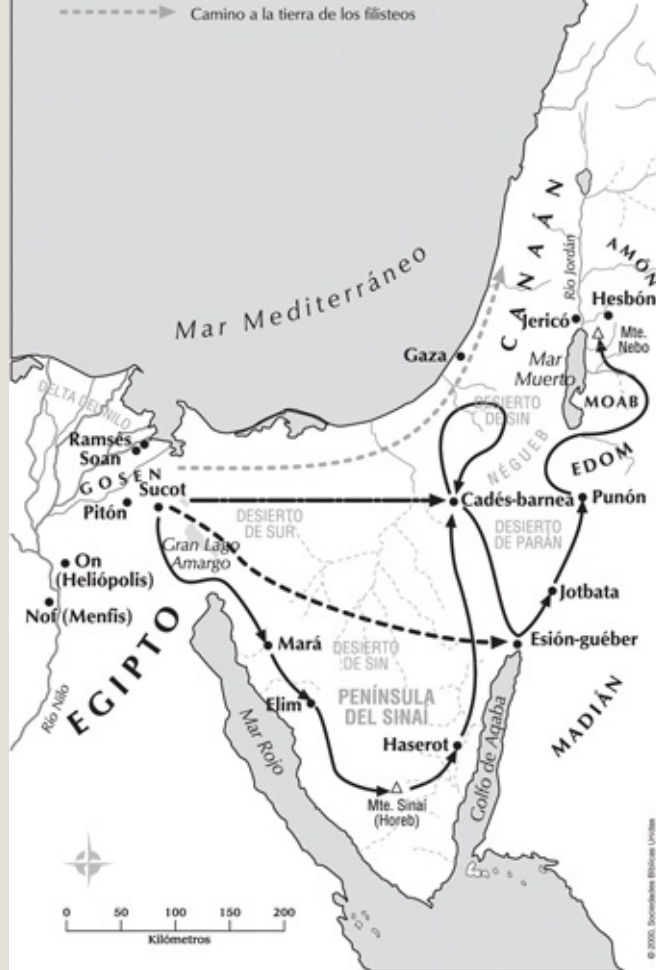 Camino a la tierra de los filisteos
Mar Mediterráneo
CANAÁN
Río Jordán
AMÓN
Hesbón
Jericó
Mte.
Nebo
Gaza
Mar
Muerto
MOAB
DELTA DEL NILO
DESIERTO
DE SIN
Ramsés
Soan
NÉGUEB
EDOM
GOSÉN
Sucot
Cadés-barnea
Punón
Pitón
DESIERTO
DE SUR
DESIERTO
DE PARÁN
Gran Lago
Amargo
On
(Heliópolis)
Jotbata
Nof (Menfis)
EGIPTO
Mará
DESIERTO
DE SIN
Esión-guéber
Río Nilo
Elim
PENÍNSULA
DEL SINAÍ
MADIÁN
Mar Rojo
Haserot
Golfo de Aqaba
Mte. Sinaí
(Horeb)
0 50 100 150 200
Kilómetros
© 2000, Sociedades Bíblicas Unidas